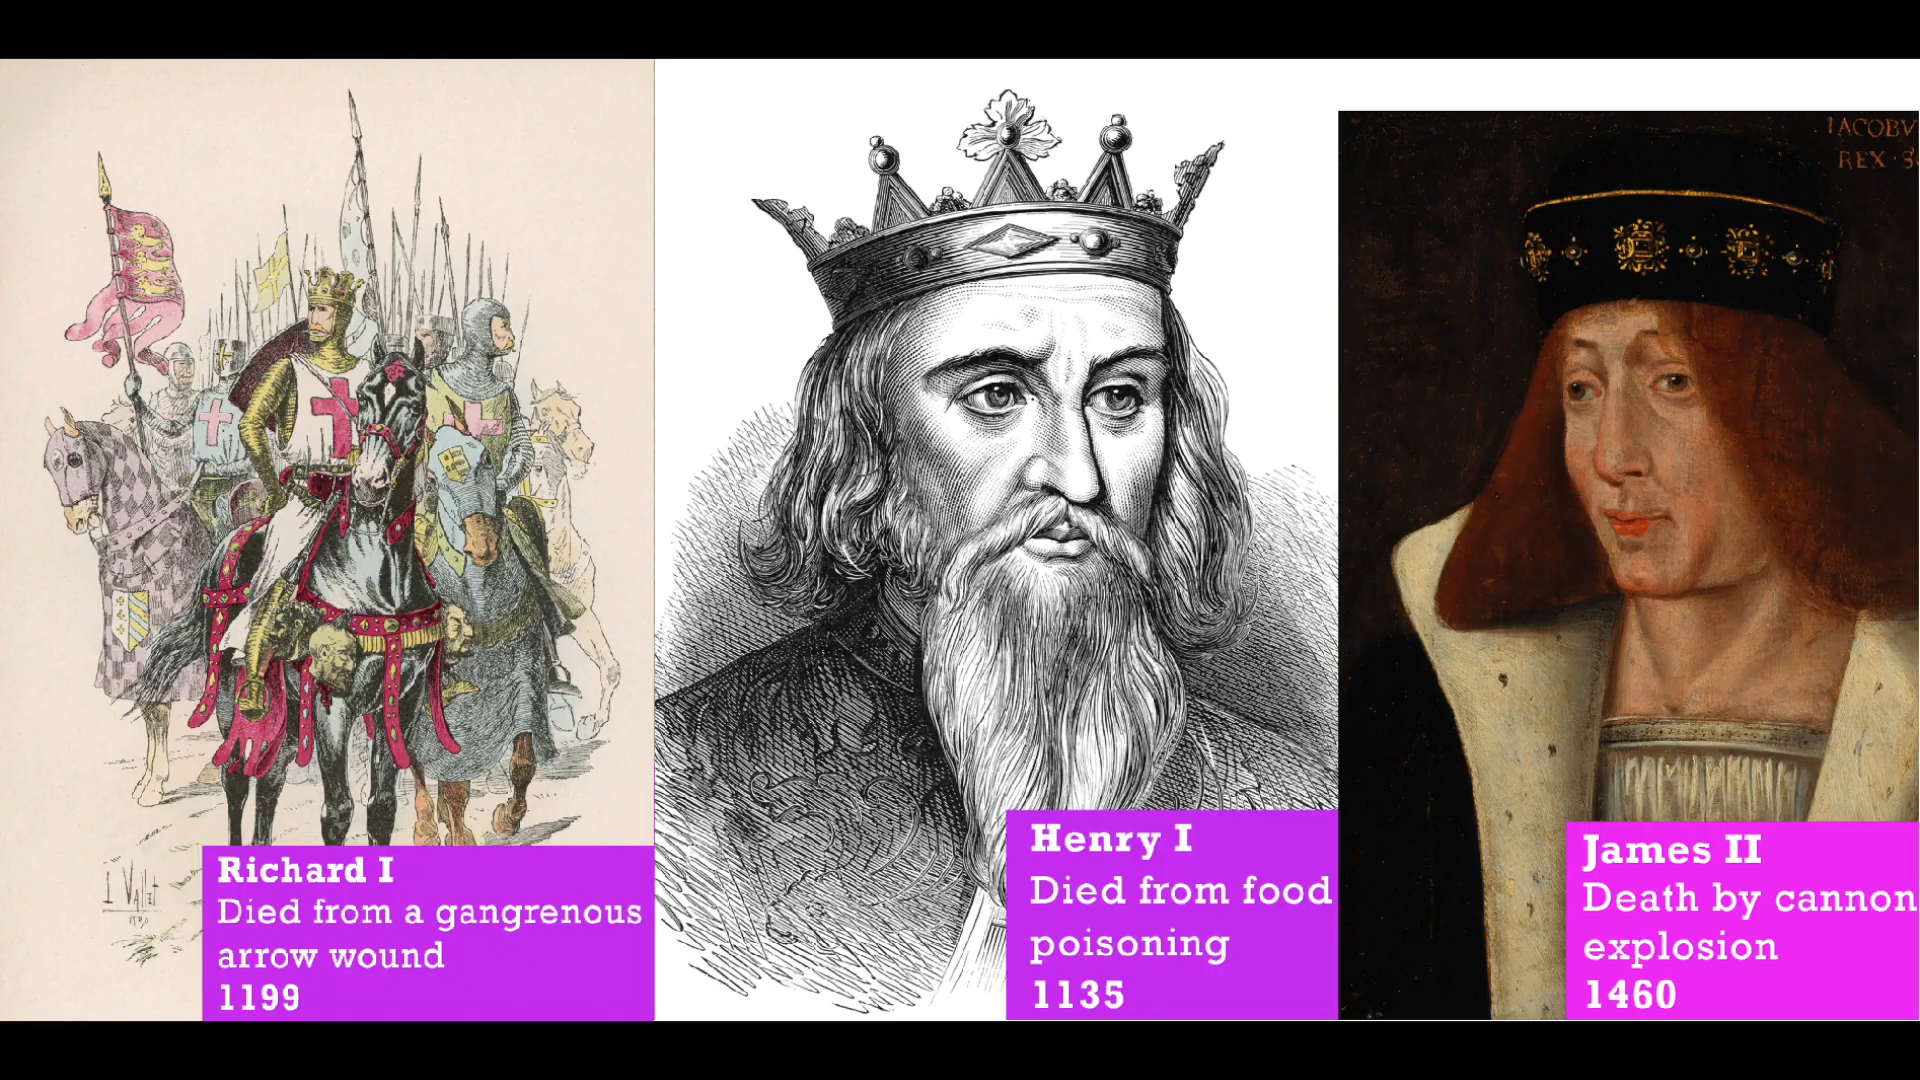 Richard I
Died from a gangrenous
arrow wound
1199
Henry I
Died from food
poisoning
1135
IACOBV
REX · S
James II
Death by cannon
explosion
1460